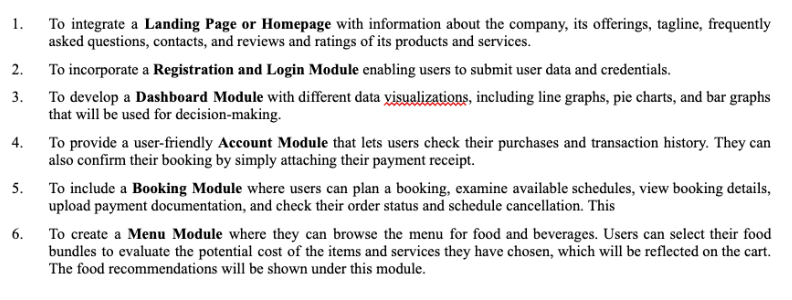 1. To integrate a Landing Page or Homepage with information about the company, its offerings, tagline, frequently
asked questions, contacts, and reviews and ratings of its products and services.
2. To incorporate a Registration and Login Module enabling users to submit user data and credentials.
3. To develop a Dashboard Module with different data visualizations, including line graphs, pie charts, and bar graphs
that will be used for decision-making.
4. To provide a user-friendly Account Module that lets users check their purchases and transaction history. They can
also confirm their booking by simply attaching their payment receipt.
5. To include a Booking Module where users can plan a booking, examine available schedules, view booking details,
upload payment documentation, and check their order status and schedule cancellation. This
6. To create a Menu Module where they can browse the menu for food and beverages. Users can select their food
bundles to evaluate the potential cost of the items and services they have chosen, which will be reflected on the cart.
The food recommendations will be shown under this module.